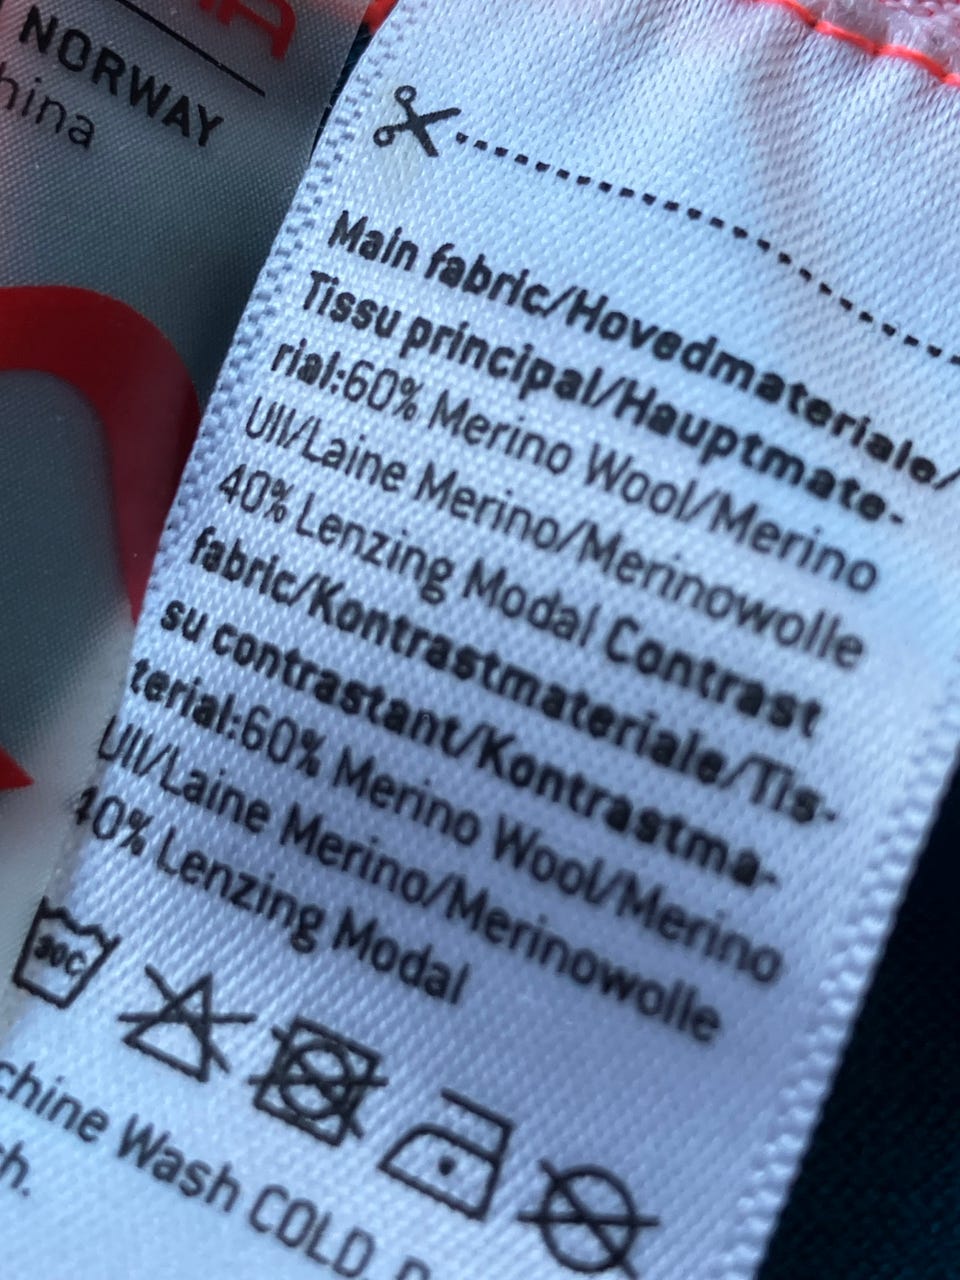 NORWAY
Main fabric/Hovedmateriale/
Tissu principal/Hauptmate-
rial:60% Merino Wool/Merino
Ull/Laine Merino/Merinowolle
40% Lenzing Modal Contrast
fabric/Kontrastmateriale/Tis-
su contrastant/Kontrastma-
terial:60% Merino Wool/Merino
Ull/Laine Merino/Merinowolle
40% Lenzing Modal
30C
chine Wash COLD.